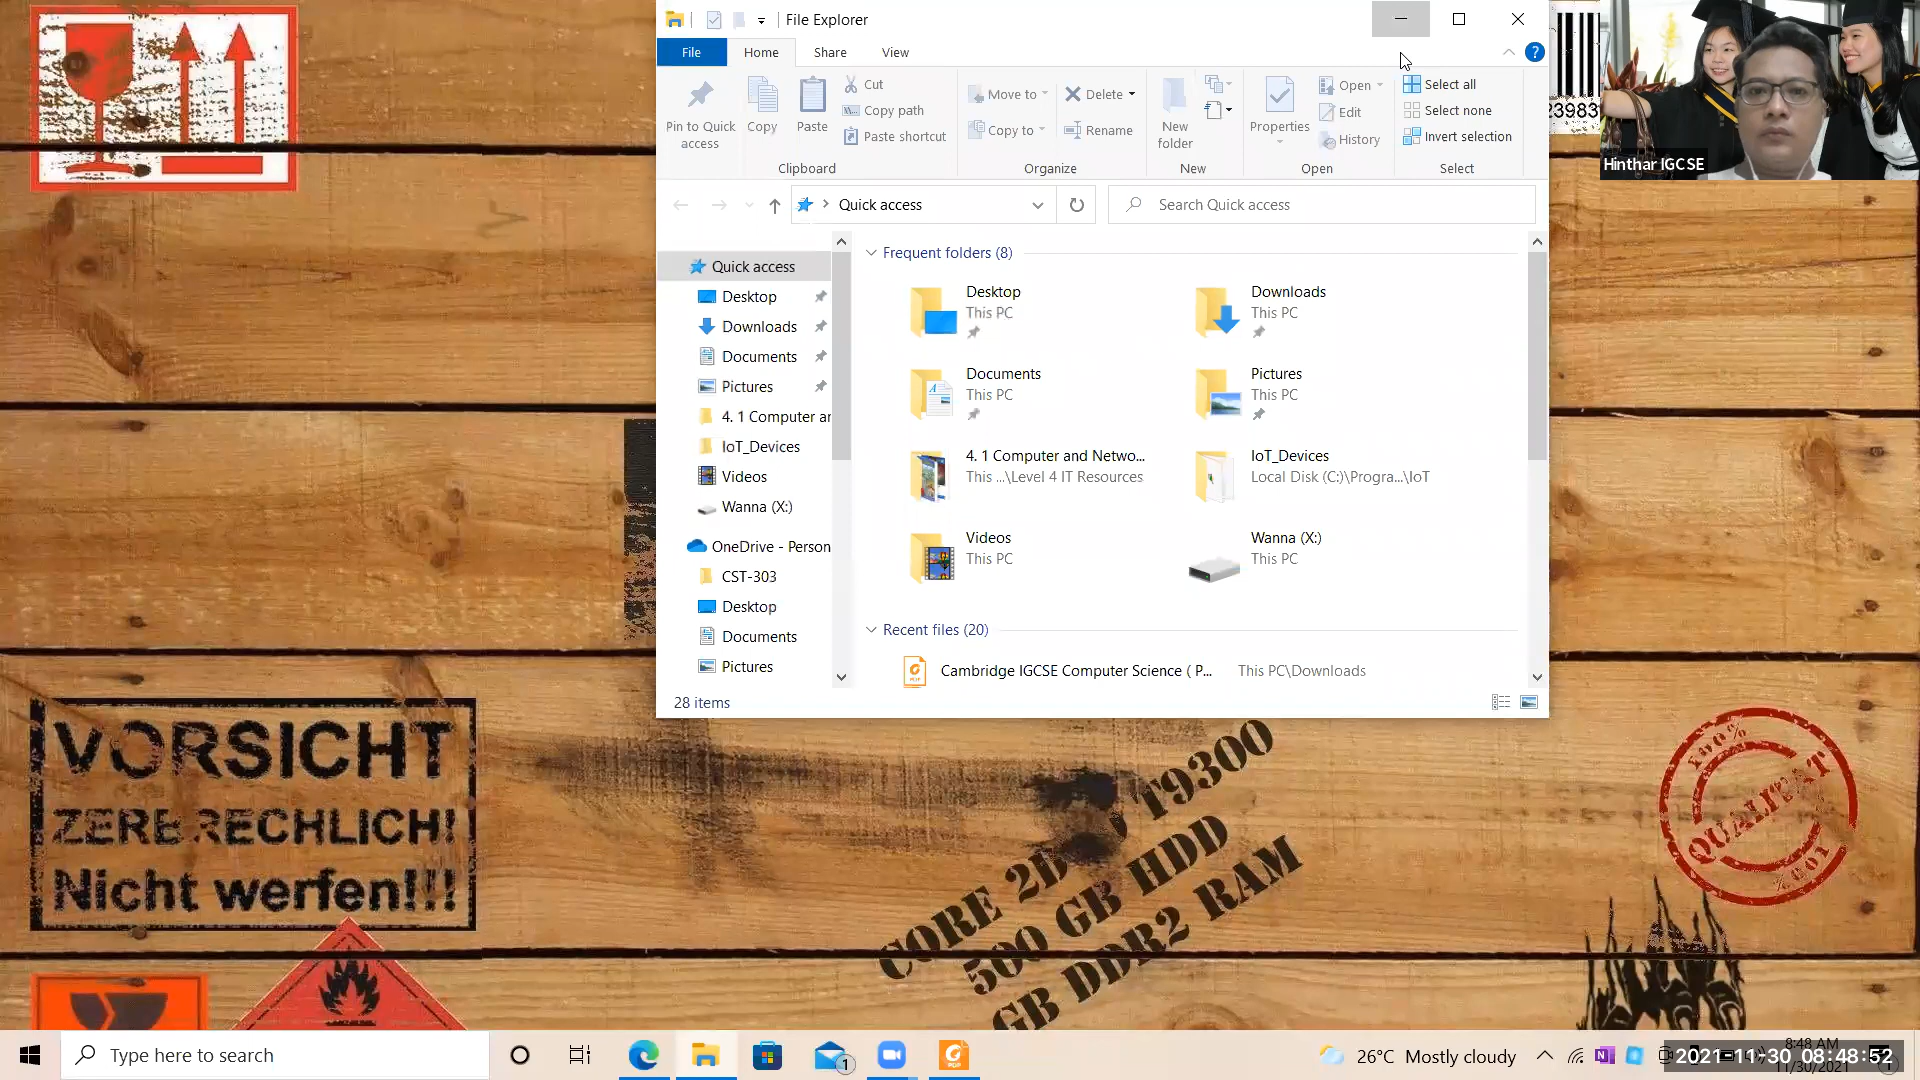 File Explorer
File
Home
Share
View
Pin to Quick access
Copy
Paste
Cut
Copy path
Paste shortcut
Clipboard
Move to
Copy to
Delete
Rename
Organize
New folder
New
Properties
Open
Edit
History
Open
Select all
Select none
Invert selection
Select
Quick access
Search Quick access
Quick access
Desktop
Downloads
Documents
Pictures
4. 1 Computer ar
IoT_Devices
Videos
Wanna (X:)
OneDrive - Person
CST-303
Desktop
Documents
Pictures
Frequent folders (8)
Desktop
This PC
Downloads
This PC
Documents
This PC
Pictures
This PC
4. 1 Computer and Netwo...
This ...\Level 4 IT Resources
IoT_Devices
Local Disk (C:)\Progra...\IoT
Videos
This PC
Wanna (X:)
This PC
Recent files (20)
Cambridge IGCSE Computer Science ( P...
This PC\Downloads
28 items
23983
Hinthar IGCSE
VORSICHT
ZERBRECHLICH!
Nicht werfen!!!
T9300
CORE 2D
500 GB HDD
GB DDR2 RAM
100%
QUALITÄT
Type here to search
1
26°C Mostly cloudy
8:48 AM
2021-11-30 08:48:52